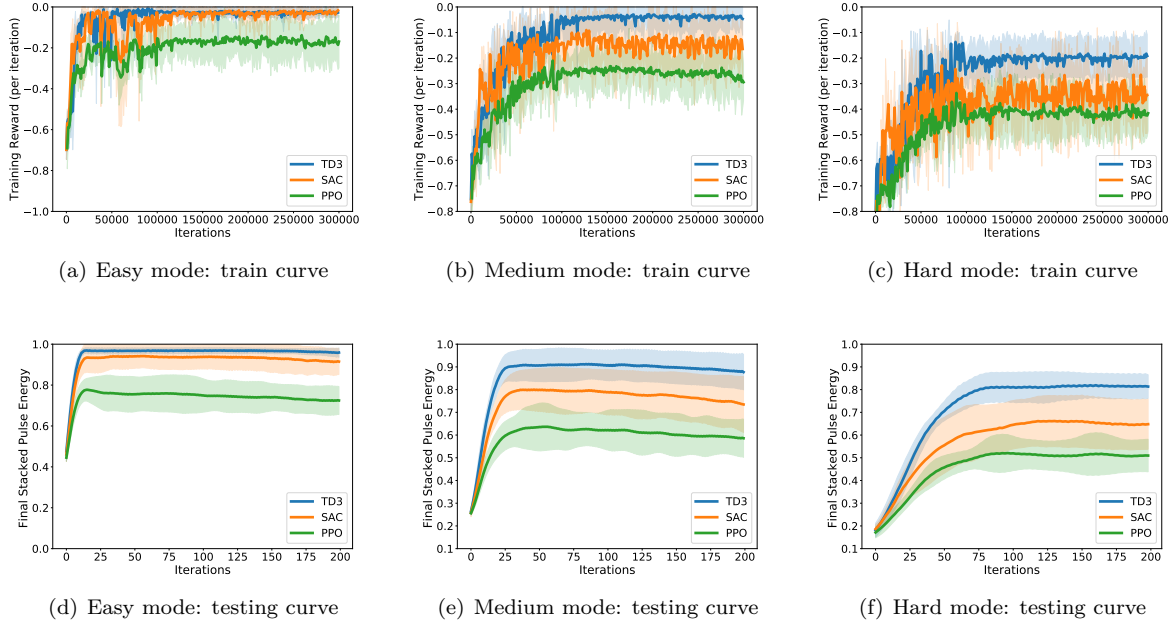 0.0
−0.2
−0.4
−0.6
−0.8
−1.0
Training Reward (per iteration)
TD3
SAC
PPO
0 50000 100000 150000 200000 250000 300000
Iterations
(a) Easy mode: train curve
0.0
−0.1
−0.2
−0.3
−0.4
−0.5
−0.6
−0.7
−0.8
Training Reward (per iteration)
TD3
SAC
PPO
0 50000 100000 150000 200000 250000 300000
Iterations
(b) Medium mode: train curve
0.0
−0.1
−0.2
−0.3
−0.4
−0.5
−0.6
−0.7
−0.8
Training Reward (per iteration)
TD3
SAC
PPO
0 50000 100000 150000 200000 250000 300000
Iterations
(c) Hard mode: train curve
1.0
0.8
0.6
0.4
0.2
0.0
Final Stacked Pulse Energy
TD3
SAC
PPO
0 25 50 75 100 125 150 175 200
Iterations
(d) Easy mode: testing curve
1.0
0.9
0.8
0.7
0.6
0.5
0.4
0.3
0.2
0.1
Final Stacked Pulse Energy
TD3
SAC
PPO
0 25 50 75 100 125 150 175 200
Iterations
(e) Medium mode: testing curve
1.0
0.9
0.8
0.7
0.6
0.5
0.4
0.3
0.2
0.1
Final Stacked Pulse Energy
TD3
SAC
PPO
0 25 50 75 100 125 150 175 200
Iterations
(f) Hard mode: testing curve